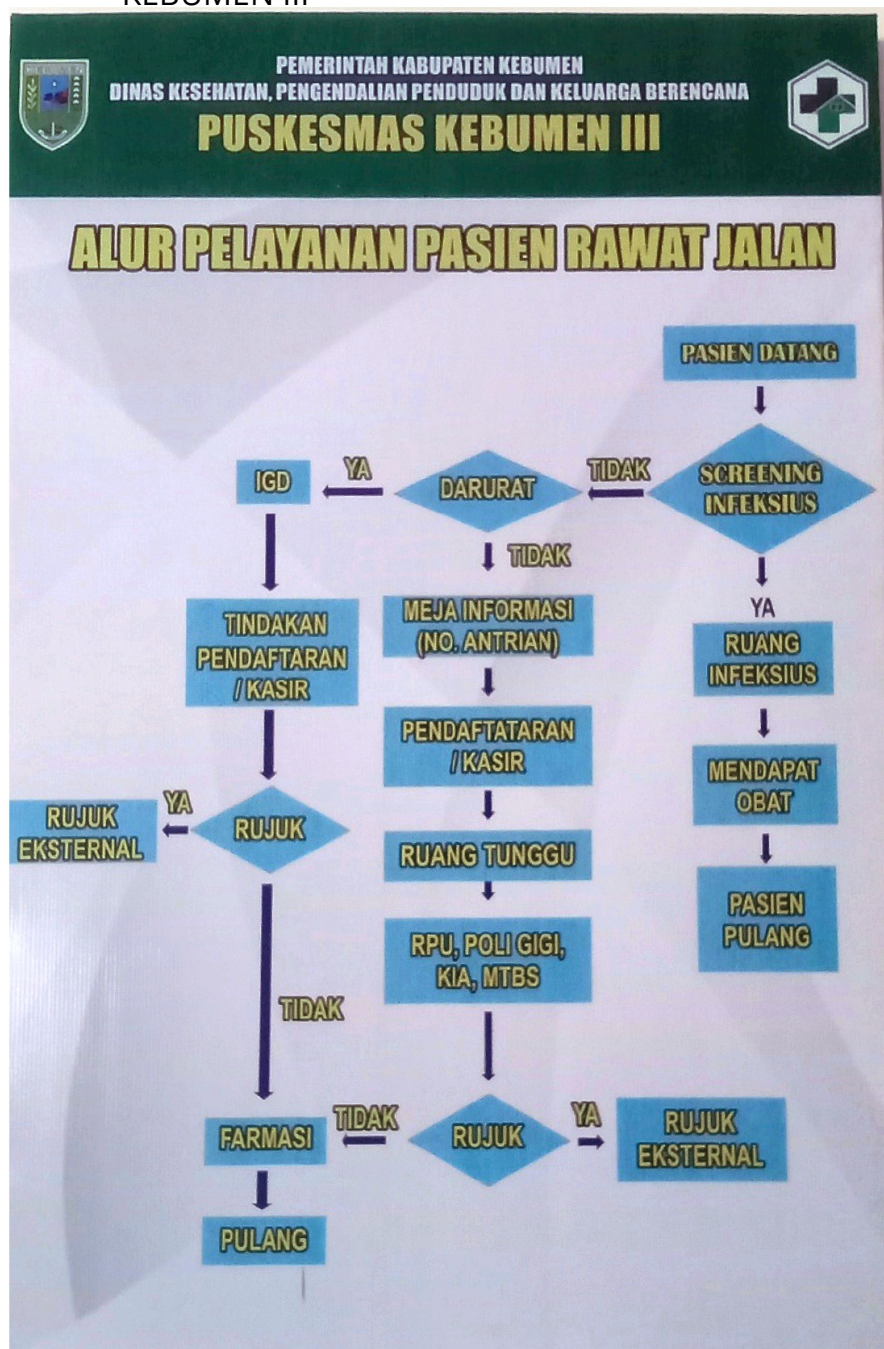 KEBUMEN III
PEMERINTAH KABUPATEN KEBUMEN
DINAS KESEHATAN, PENGENDALIAN PENDUDUK DAN KELUARGA BERENCANA
PUSKESMAS KEBUMEN III
ALUR PELAYANAN PASIEN RAWAT JALAN
PASIEN DATANG
SCREENING
INFEKSIUS
TIDAK
DARURAT
YA
IGD
TIDAK
YA
TINDAKAN
PENDAFTARAN
/ KASIR
MEJA INFORMASI
(NO. ANTRIAN)
RUANG
INFEKSIUS
PENDAFTATARAN
/ KASIR
MENDAPAT
OBAT
RUJUK
EKSTERNAL
YA
RUJUK
RUANG TUNGGU
PASIEN
PULANG
RPU, POLI GIGI,
KIA, MTBS
TIDAK
FARMASI
TIDAK
RUJUK
YA
RUJUK
EKSTERNAL
PULANG